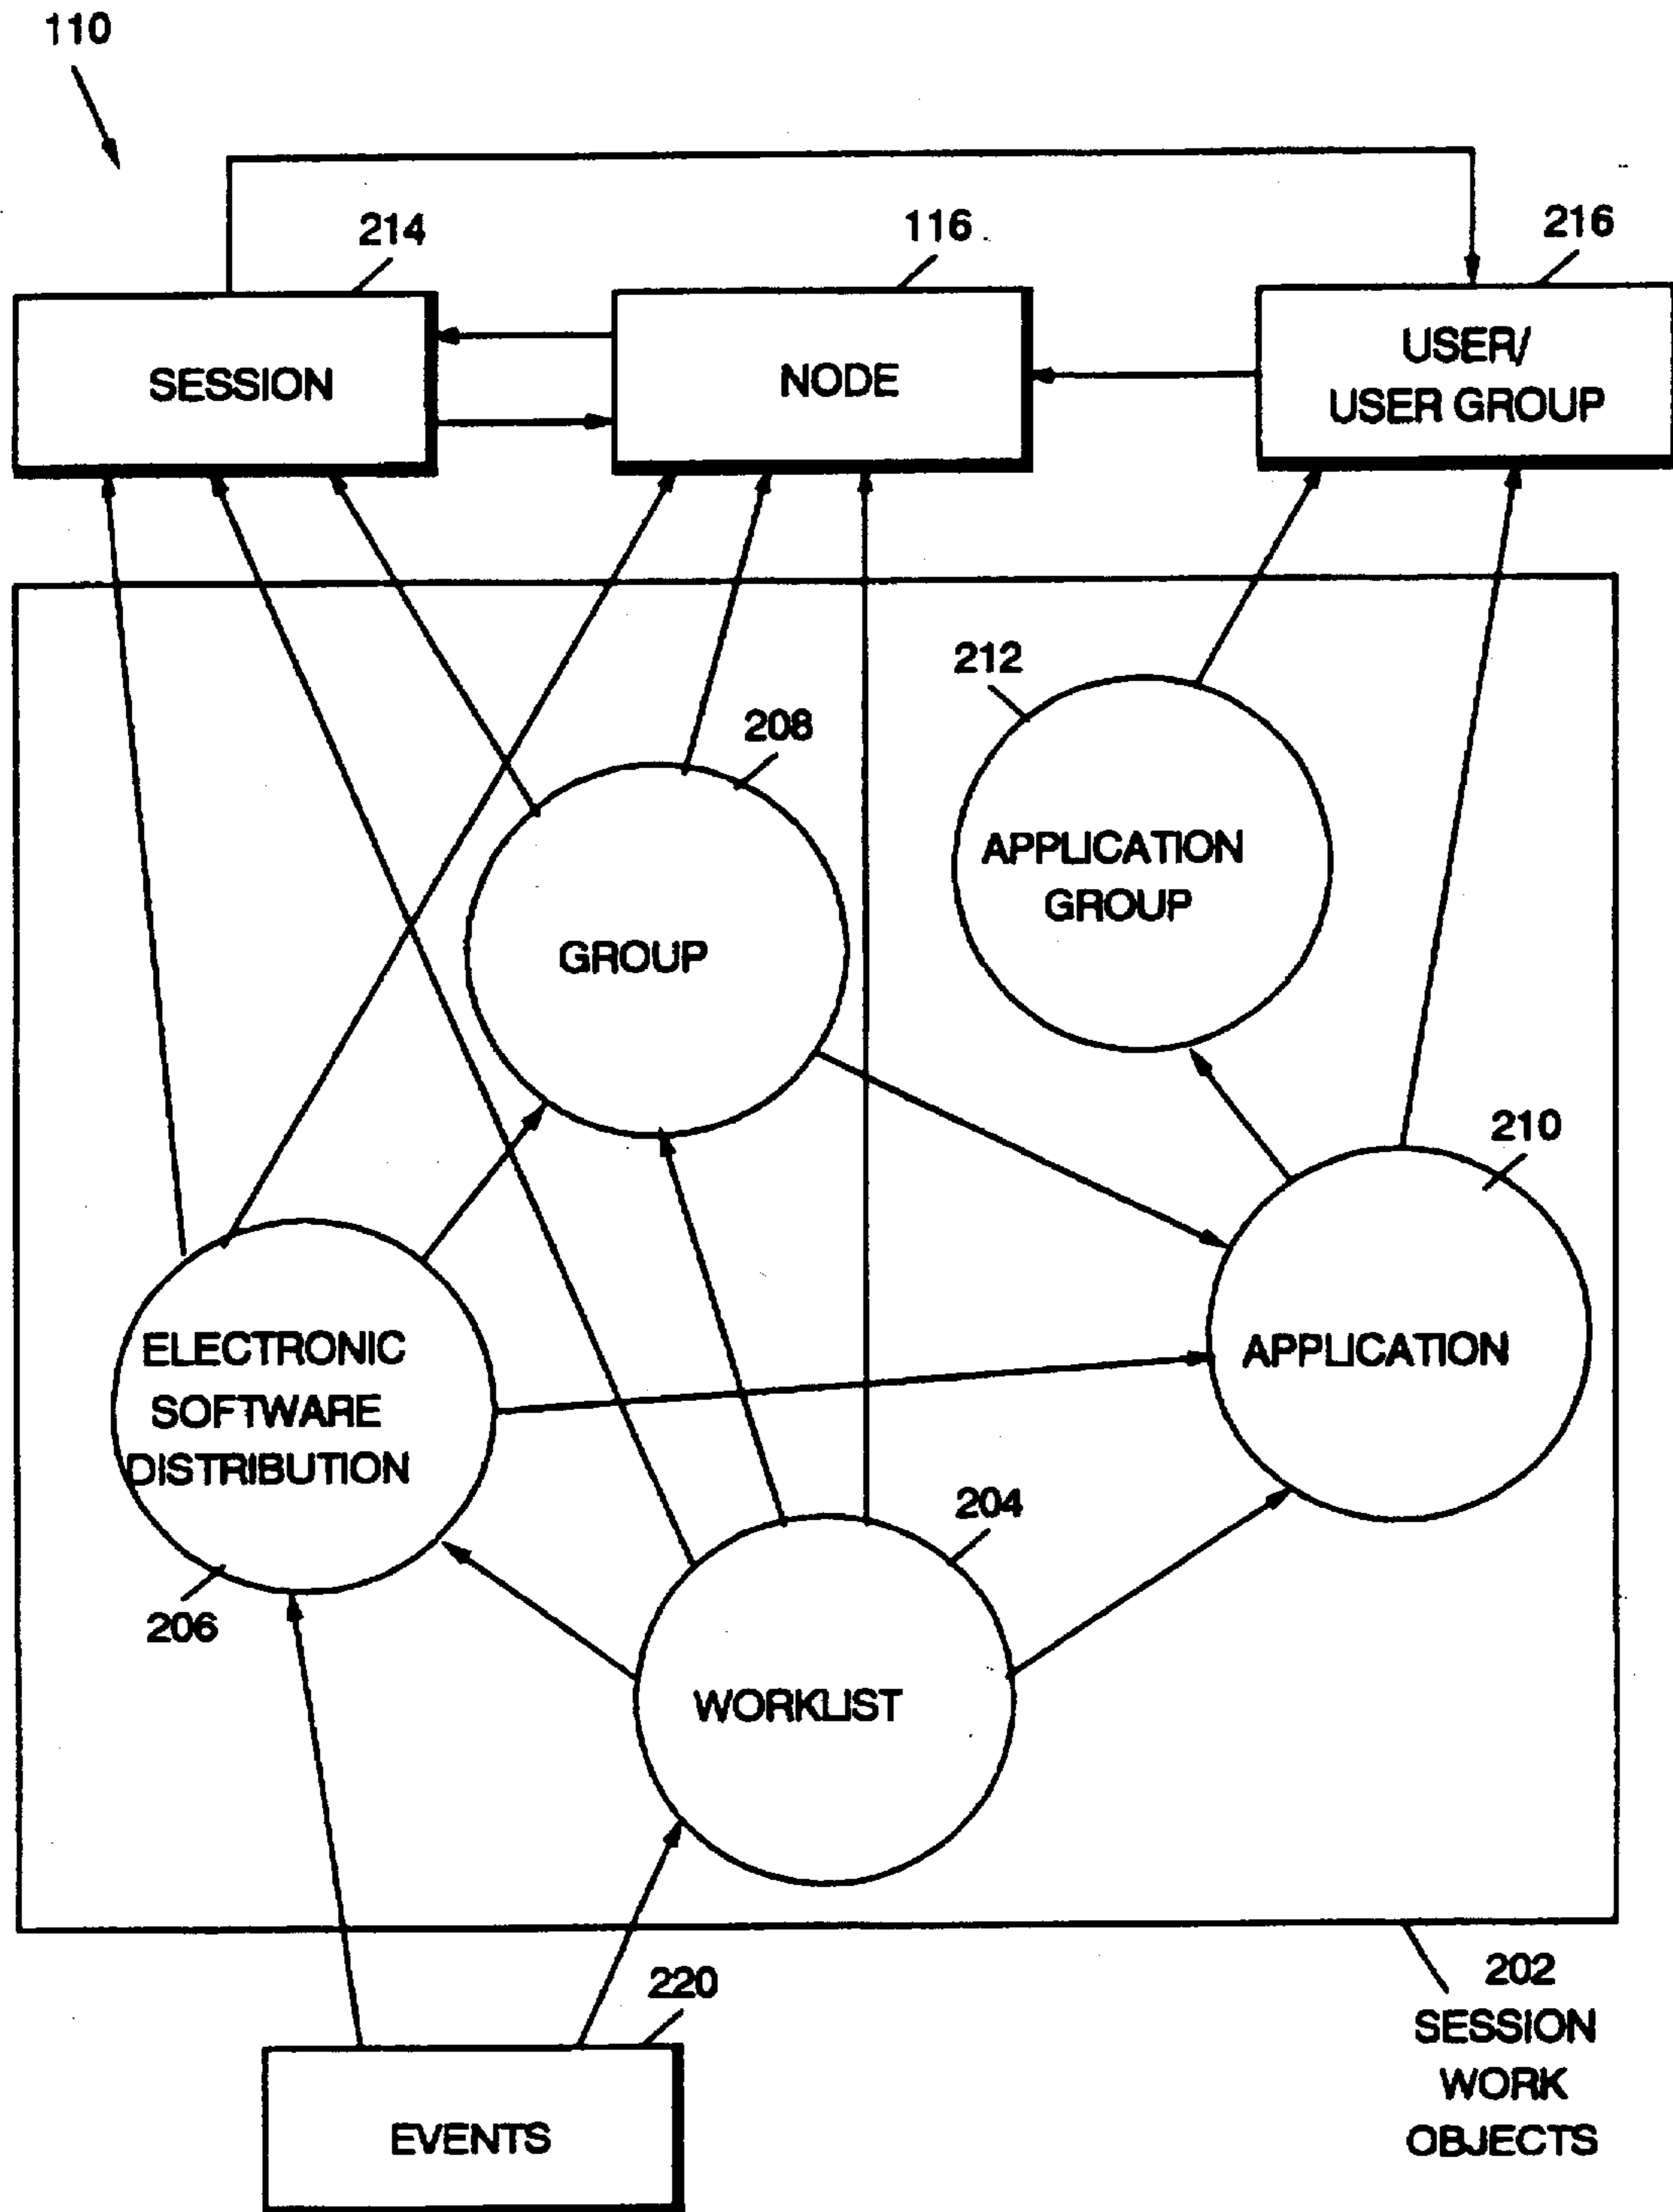 110
214
116
216
SESSION
NODE
USER/
USER GROUP
212
208
APPLICATION
GROUP
GROUP
210
ELECTRONIC
SOFTWARE
DISTRIBUTION
APPLICATION
204
206
WORKLIST
220
202
SESSION
WORK
OBJECTS
EVENTS